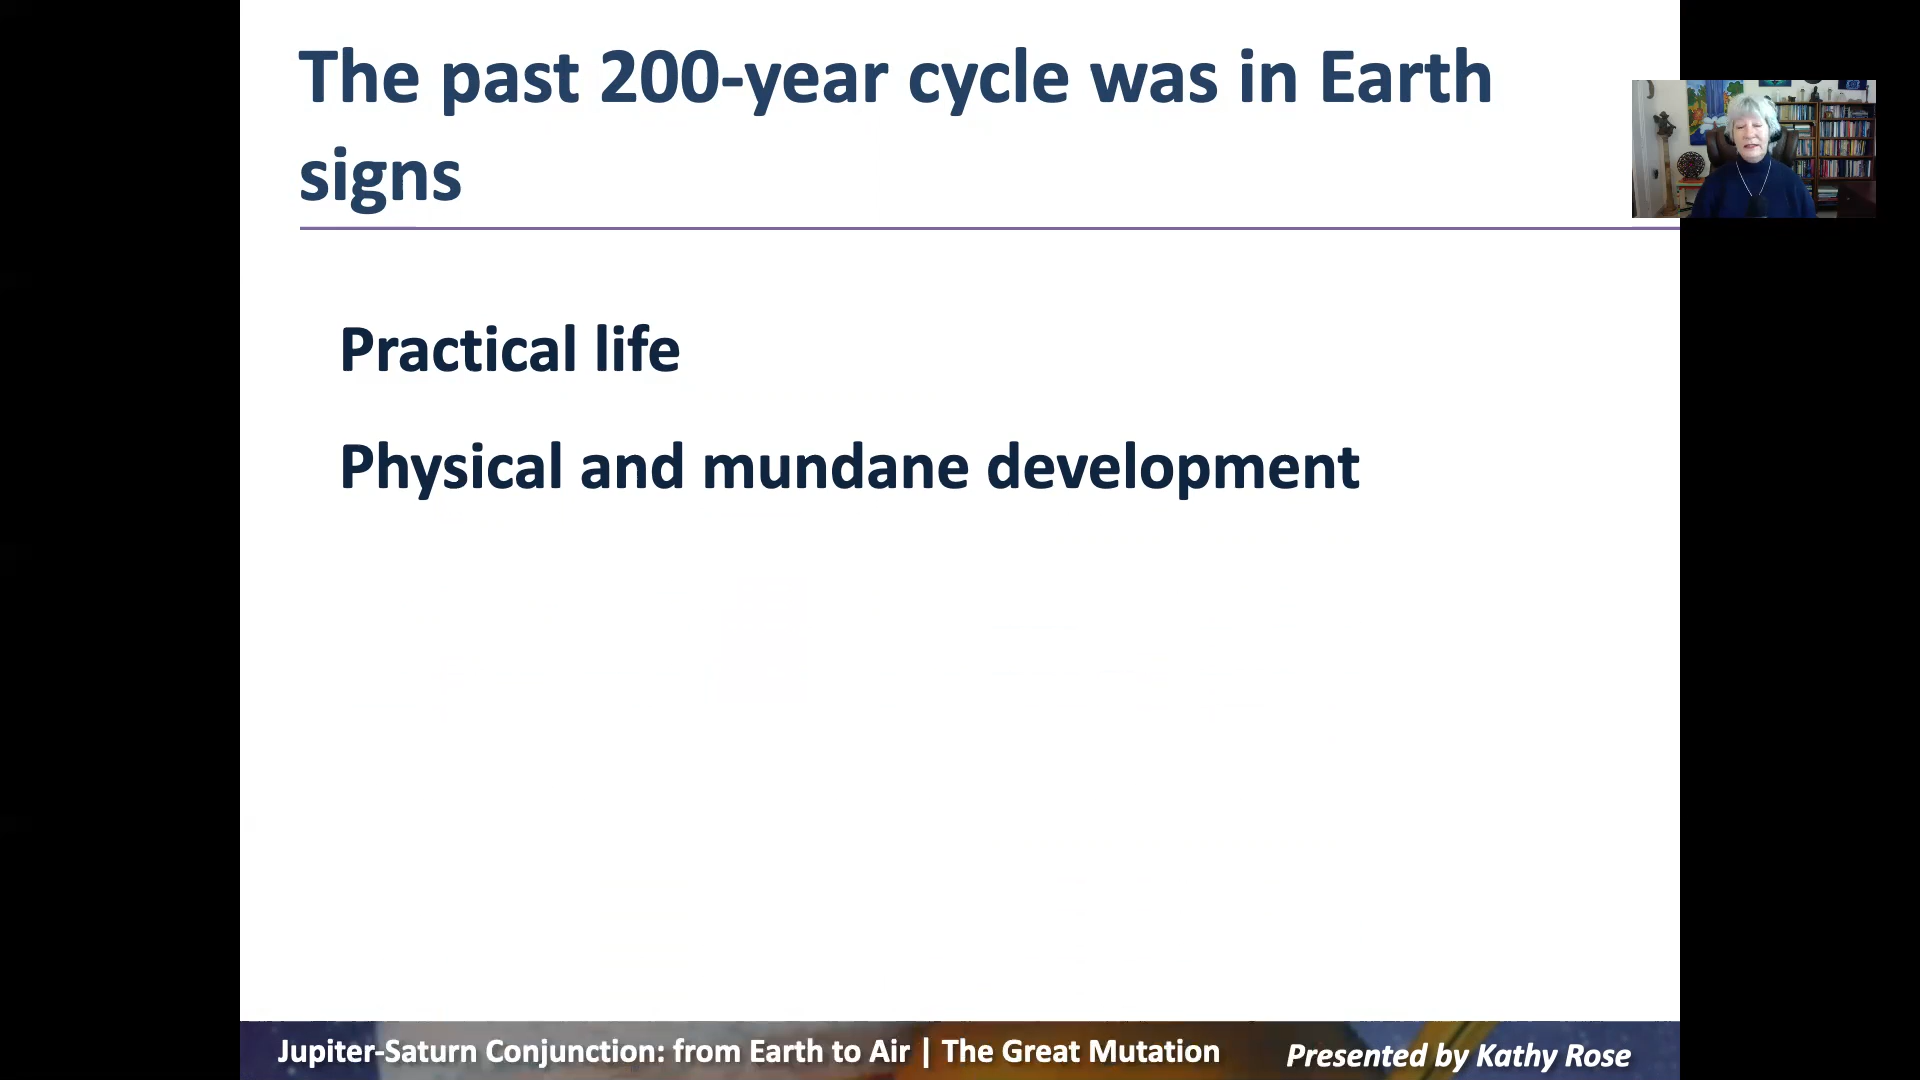 The past 200-year cycle was in Earth
signs
Practical life
Physical and mundane development
Jupiter-Saturn Conjunction: from Earth to Air | The Great Mutation
Presented by Kathy Rose